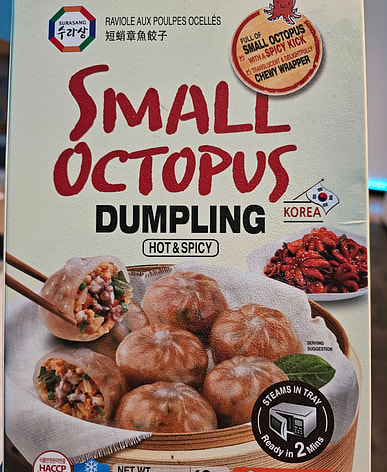 SURASANG
수라상
RAVIOLE AUX POULPES OCELLÉS
短蛸章魚餃子
FULL OF
SMALL OCTOPUS
WITH A SPICY KICK
TRANSLUCENT & DELIGHTFULLY
CHEWY WRAPPER
SMALL
OCTOPUS
DUMPLING
HOT & SPICY
KOREA
SERVING
SUGGESTION
STEAMS IN TRAY
Ready in 2 Mins
HACCP
NET WT